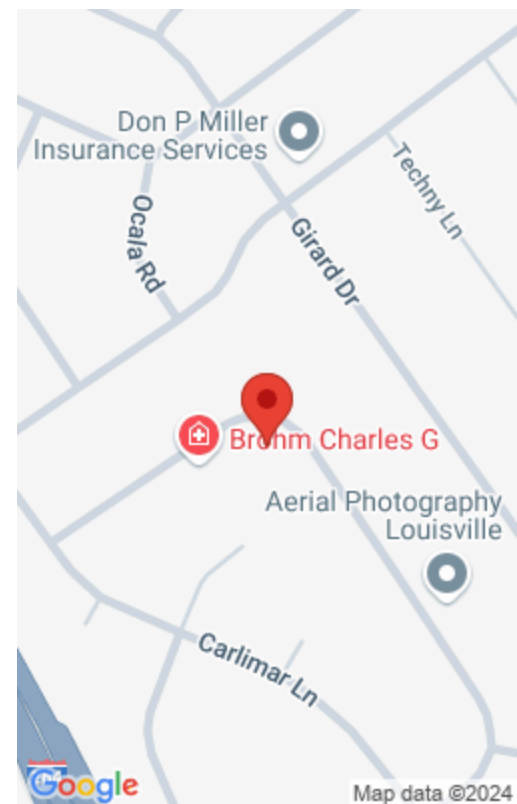 Don P Miller
Insurance Services
Techny Ln
Ocala Rd
Girard Dr
Brohm Charles G
Aerial Photography
Louisville
Carlimar Ln
Google
Map data ©2024